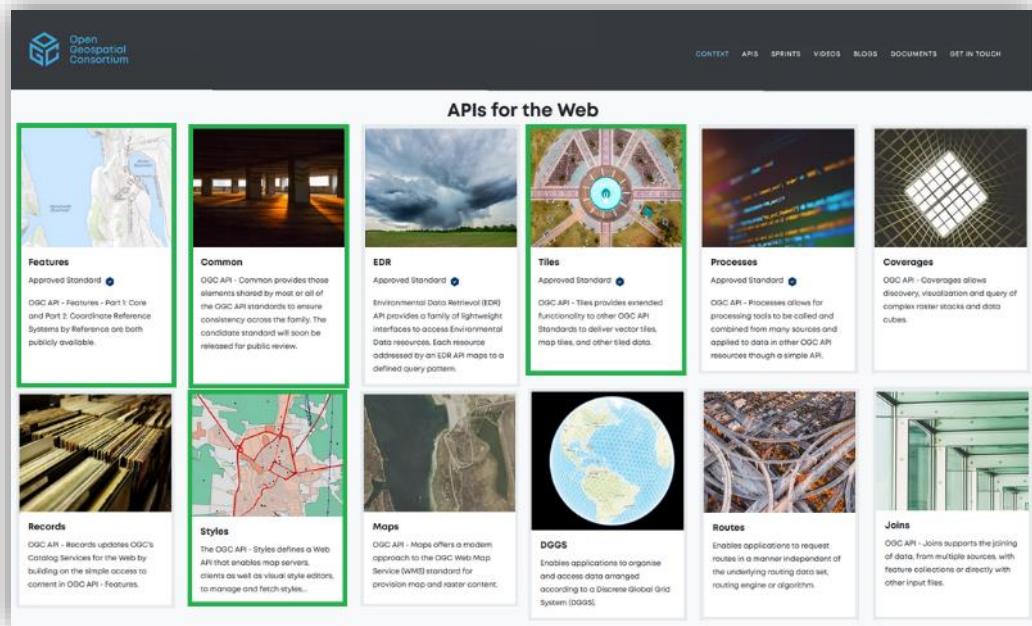 Open
Geospatial
Consortium
CONTEXT APIS SPRINTS VIDEOS BLOGS DOCUMENTS GET IN TOUCH
APIs for the Web
Features
Approved Standard
OGC API - Features - Part 1: Core
and Part 2: Coordinate Reference
Systems by Reference are both
publicly available.
Common
OGC API - Common provides those
elements shared by most or all of
the OGC API standards to ensure
consistency across the family. The
candidate standard will soon be
released for public review.
EDR
Approved Standard
Environmental Data Retrieval (EDR)
API provides a family of lightweight
interfaces to access Environmental
Data resources. Each resource
addressed by an EDR API maps to a
defined query pattern.
Tiles
Approved Standard
OGC API - Tiles provides extended
functionality to other OGC API
Standards to deliver vector tiles,
map tiles, and other tiled data.
Processes
Approved Standard
OGC API - Processes allows for
processing tools to be called and
combined from many sources and
applied to data in other OGC API
resources though a simple API.
Coverages
OGC API - Coverages allows
discovery, visualization and query of
complex raster stacks and data
cubes.
Records
OGC API - Records updates OGC's
Catalog Services for the Web by
building on the simple access to
content in OGC API - Features.
Styles
The OGC API - Styles defines a Web
API that enables map servers,
clients as well as visual style editors,
to manage and fetch styles...
Maps
OGC API - Maps offers a modern
approach to the OGC Web Map
Service (WMS) standard for
provision map and raster content.
DGGS
Enables applications to organise
and access data arranged
according to a Discrete Global Grid
System (DGGS).
Routes
Enables applications to request
routes in a manner independent of
the underlying routing data set,
routing engine or algorithm.
Joins
OGC API - Joins supports the joining
of data, from multiple sources, with
feature collections or directly with
other input files.